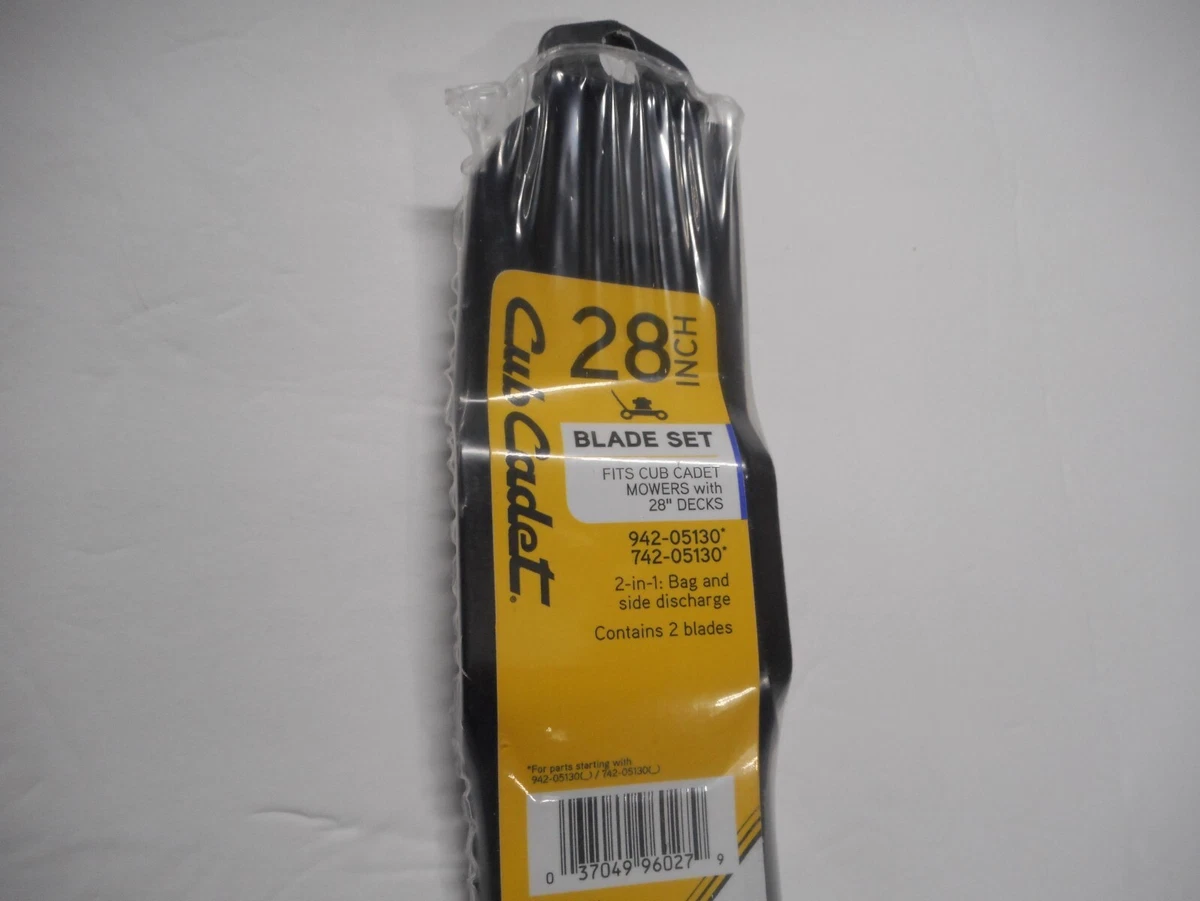 Cub Cadet
28 INCH
BLADE SET
FITS CUB CADET
MOWERS with
28" DECKS
942-05130*
742-05130*
2-in-1: Bag and
side discharge
Contains 2 blades
*For parts starting with
942-05130(_) / 742-05130(_)
0 37049 96027 9